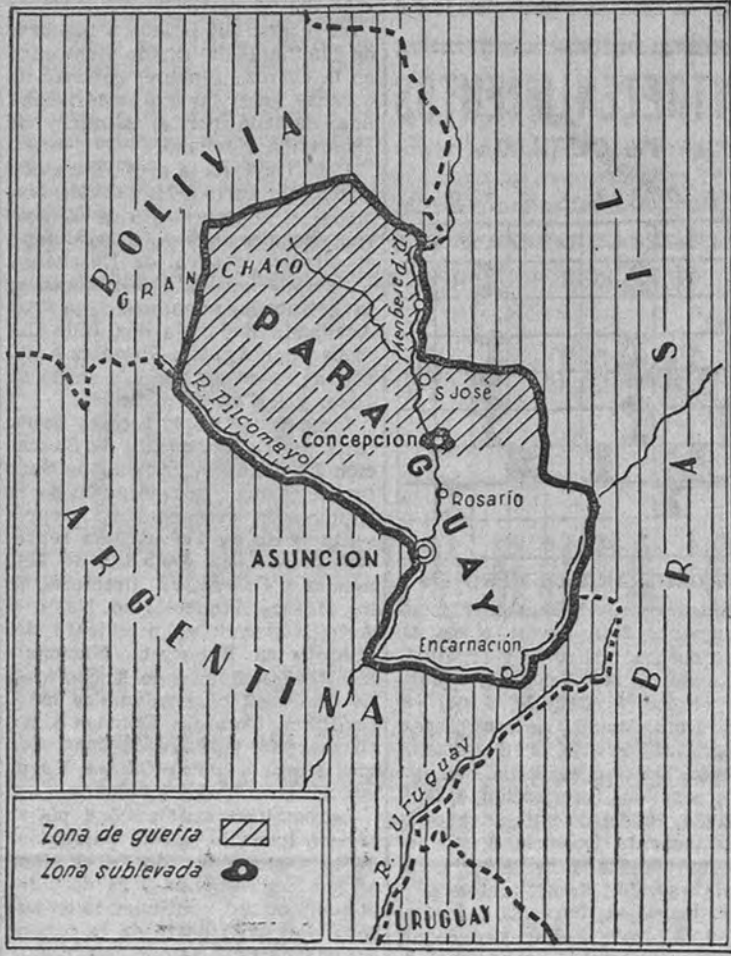 BOLIVIA
GRAN CHACO
PARAGUAY
R. Paraguay
S. José
R. Pilcomayo
Concepcion
Rosario
ASUNCION
Encarnación
ARGENTINA
BRASIL
R. Uruguay
URUGUAY
Zona de guerra
Zona sublevada